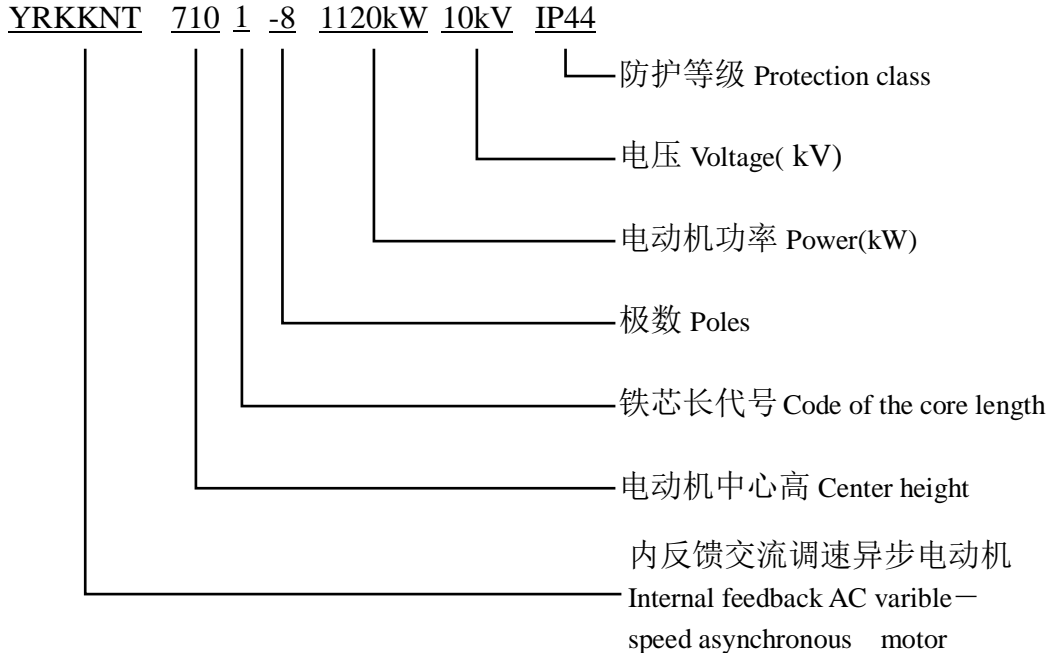 YRKKNT 710 1 -8 1120kW 10kV IP44
防护等级 Protection class
电压 Voltage( kV)
电动机功率 Power(kW)
极数 Poles
铁芯长代号 Code of the core length
电动机中心高 Center height
内反馈交流调速异步电动机
Internal feedback AC varible－
speed asynchronous motor